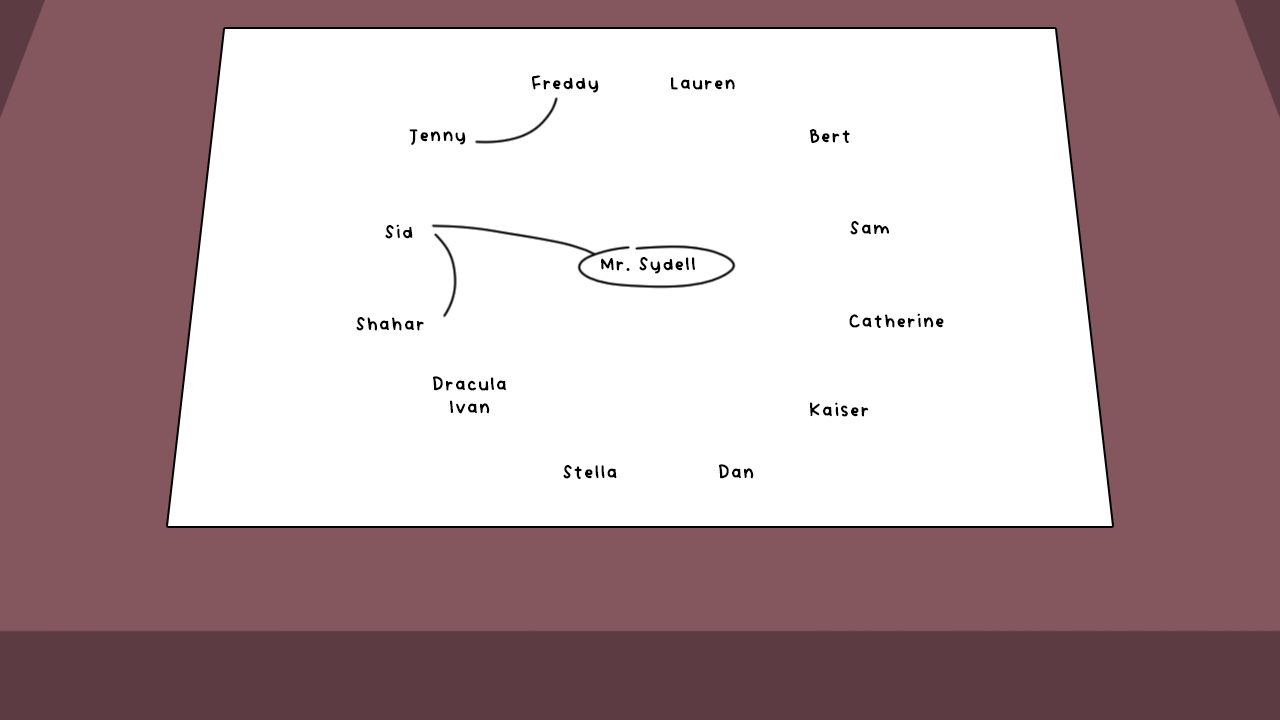 Freddy
Lauren
Jenny
Bert
Sid
Sam
Mr. Sydell
Shahar
Catherine
Dracula
Ivan
Kaiser
Stella
Dan